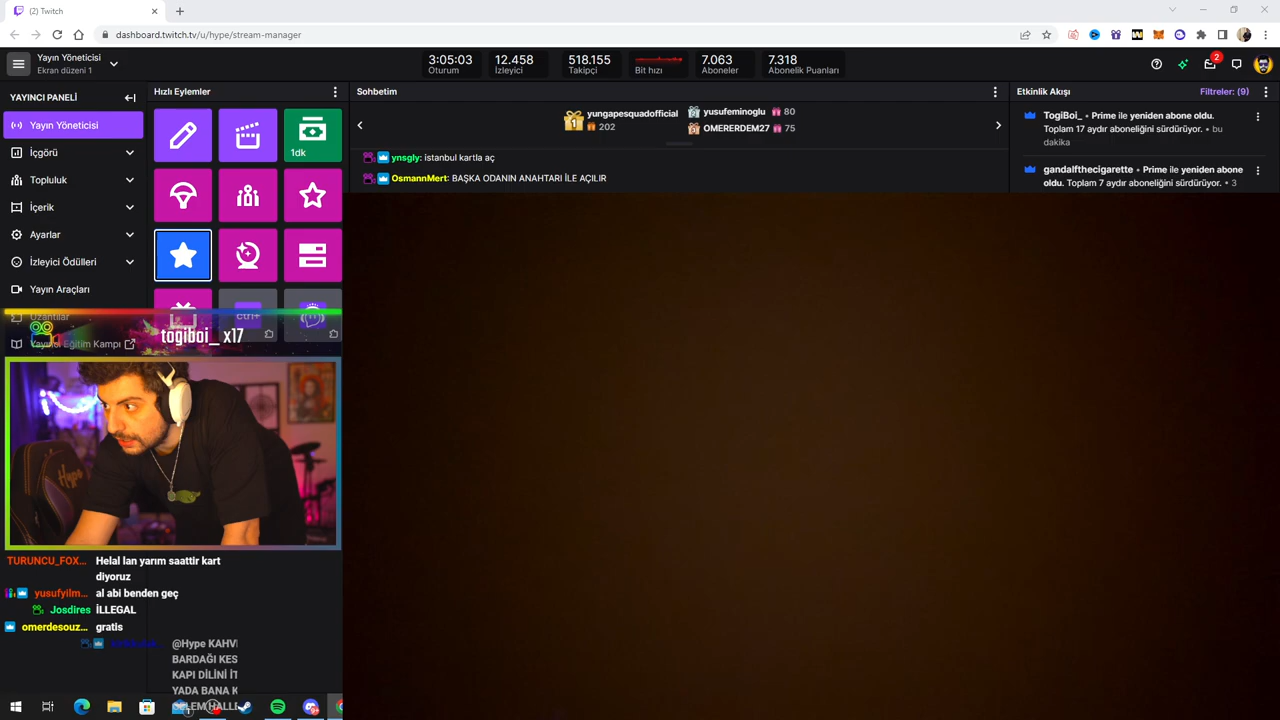 (2) Twitch
dashboard.twitch.tv/u/hype/stream-manager
Yayın Yöneticisi
Ekran düzeni 1
3:05:03
Oturum
12.458
İzleyici
518.155
Takipçi
Bit hızı
7.063
Aboneler
7.318
Abonelik Puanları
2
YAYINCI PANELİ
Yayın Yöneticisi
İçgörü
Topluluk
İçerik
Ayarlar
İzleyici Ödülleri
Yayın Araçları
Uzantılar
Yayıncı Eğitim Kampı
Hızlı Eylemler
1dk
ctrl+
togiboi_ x17
Sohbetim
1 yungapesquadofficial
202
2 yusufeminoglu 80
3 OMERERDEM27 75
ynsgly: istanbul kartla aç
OsmannMert: BAŞKA ODANIN ANAHTARI İLE AÇILIR
Etkinlik Akışı
Filtreler: (9)
TogiBoi_ • Prime ile yeniden abone oldu.
Toplam 17 aydır aboneliğini sürdürüyor. • bu
dakika
gandalfthecigarette • Prime ile yeniden abone
oldu. Toplam 7 aydır aboneliğini sürdürüyor. • 3
TURUNCU_FOX... Helal lan yarım saattir kart
diyoruz
yusufyilm... al abi benden geç
Josdires İLLEGAL
omerdesouz... gratis
@Hype KAHV
BARDAĞI KES
KAPI DİLİNİ İT
YADA BANA K
GELEM HALLE